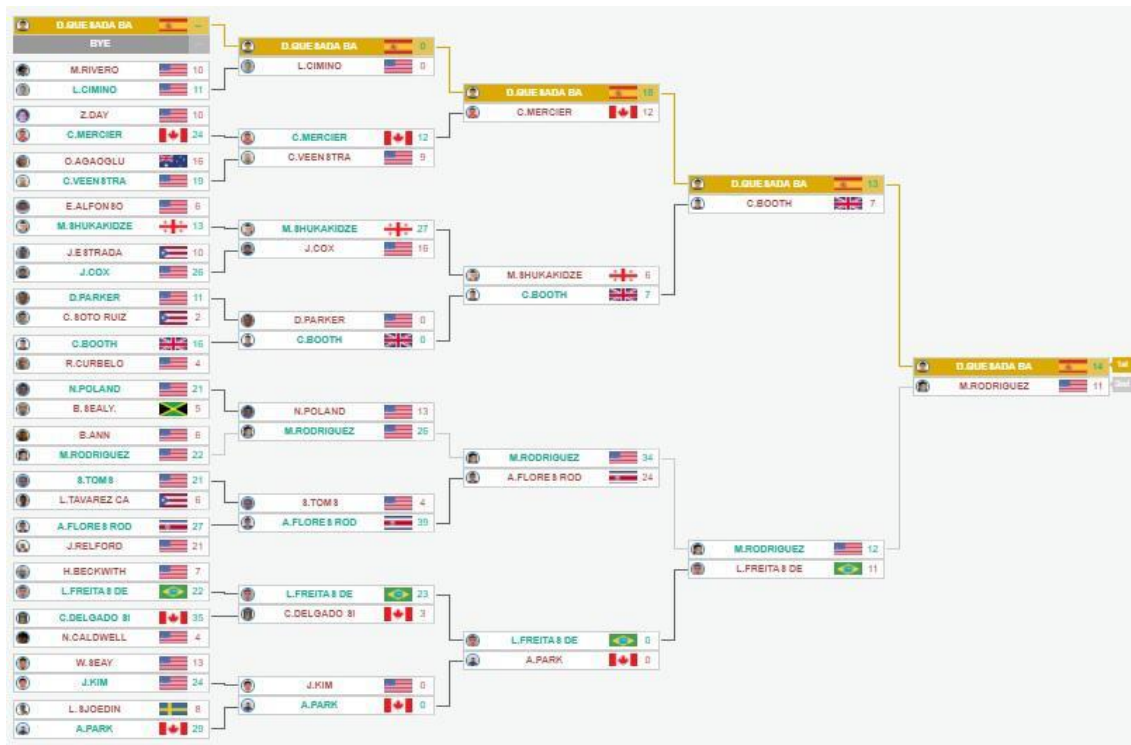 D.QUESADA BA -
BYE
M.RIVERO 10
L.CIMINO 11
Z.DAY 10
C.MERCIER 24
O.AGAOGLU 16
C.VEENSTRA 19
E.ALFONSO 6
M.SHUKAKIDZE 13
J.ESTRADA 10
J.COX 26
D.PARKER 11
C. SOTO RUIZ 2
C.BOOTH 16
R.CURBELO 4
N.POLAND 21
B. SEALY. 5
B.ANN 6
M.RODRIGUEZ 22
S.TOMS 21
L.TAVAREZ CA 6
A.FLORES ROD 27
J.RELFORD 21
H.BECKWITH 7
L.FREITAS DE 22
C.DELGADO SI 35
N.CALDWELL 4
W.SEAY 13
J.KIM 24
L.SJOEDIN 8
A.PARK 29
D.QUESADA BA 0
L.CIMINO 0
C.MERCIER 12
C.VEENSTRA 9
M.SHUKAKIDZE 27
J.COX 16
D.PARKER 0
C.BOOTH 0
N.POLAND 13
M.RODRIGUEZ 25
S.TOMS 4
A.FLORES ROD 39
L.FREITAS DE 23
C.DELGADO SI 3
J.KIM 0
A.PARK 0
D.QUESADA BA 18
C.MERCIER 12
M.SHUKAKIDZE 6
C.BOOTH 7
M.RODRIGUEZ 34
A.FLORES ROD 24
L.FREITAS DE 0
A.PARK 0
D.QUESADA BA 13
C.BOOTH 7
M.RODRIGUEZ 12
L.FREITAS DE 11
D.QUESADA BA 14 1st
M.RODRIGUEZ 11 2nd